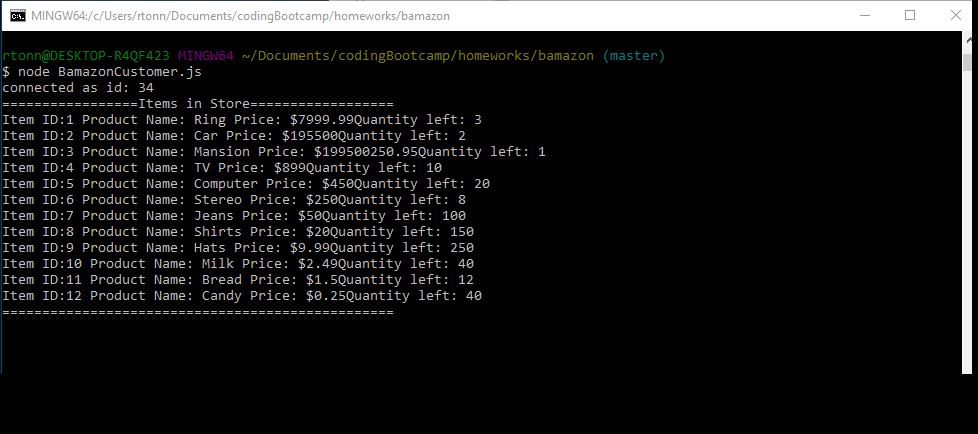 MINGW64:/c/Users/rtonn/Documents/codingBootcamp/homeworks/bamazon
rtonn@DESKTOP-R4QF423 MINGW64 ~/Documents/codingBootcamp/homeworks/bamazon (master)
$ node BamazonCustomer.js
connected as id: 34
=================Items in Store==================
Item ID:1 Product Name: Ring Price: $7999.99Quantity left: 3
Item ID:2 Product Name: Car Price: $195500Quantity left: 2
Item ID:3 Product Name: Mansion Price: $199500250.95Quantity left: 1
Item ID:4 Product Name: TV Price: $899Quantity left: 10
Item ID:5 Product Name: Computer Price: $450Quantity left: 20
Item ID:6 Product Name: Stereo Price: $250Quantity left: 8
Item ID:7 Product Name: Jeans Price: $50Quantity left: 100
Item ID:8 Product Name: Shirts Price: $20Quantity left: 150
Item ID:9 Product Name: Hats Price: $9.99Quantity left: 250
Item ID:10 Product Name: Milk Price: $2.49Quantity left: 40
Item ID:11 Product Name: Bread Price: $1.5Quantity left: 12
Item ID:12 Product Name: Candy Price: $0.25Quantity left: 40
=================================================